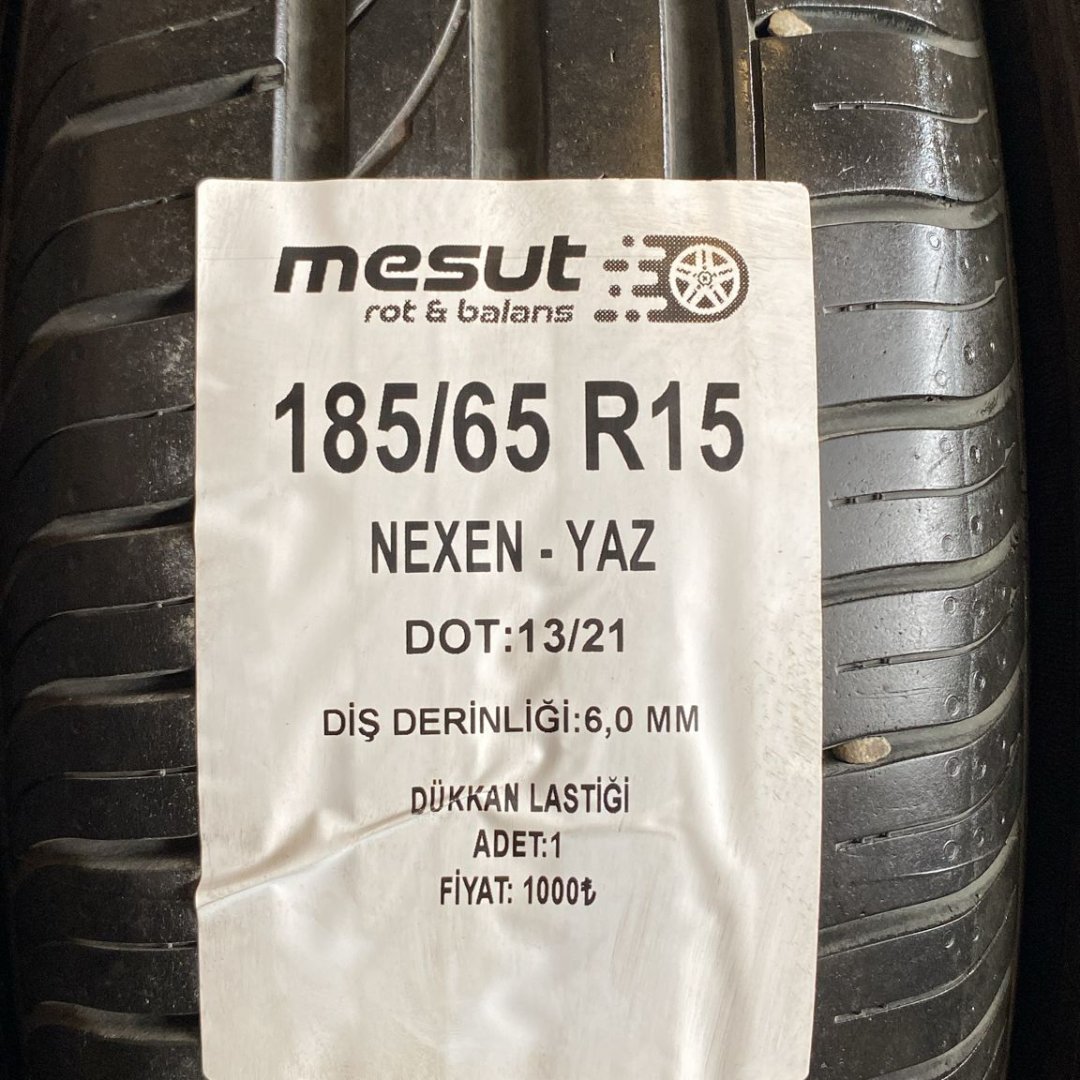 mesut
rot & balans
185/65 R15
NEXEN - YAZ
DOT:13/21
DİŞ DERİNLİĞİ:6,0 MM
DÜKKAN LASTİĞİ
ADET:1
FİYAT: 1000₺